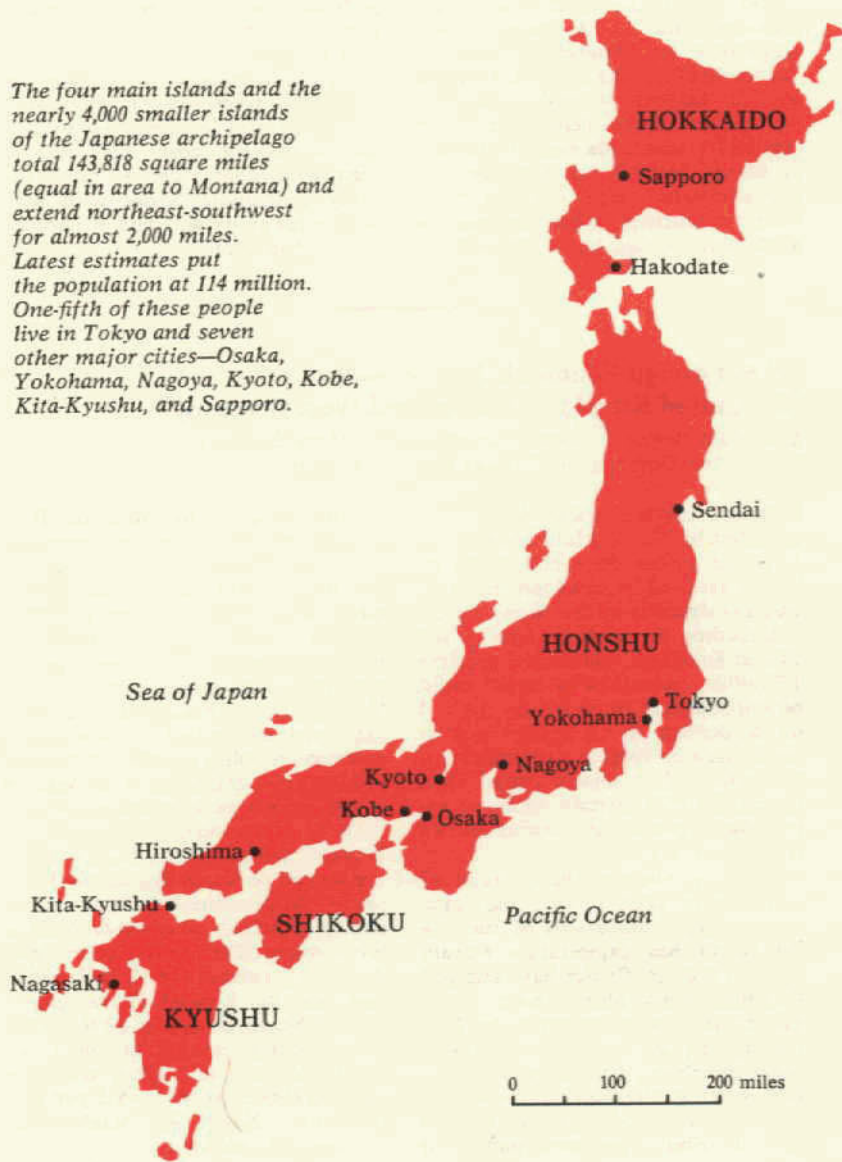 The four main islands and the
nearly 4,000 smaller islands
of the Japanese archipelago
total 143,818 square miles
(equal in area to Montana) and
extend northeast-southwest
for almost 2,000 miles.
Latest estimates put
the population at 114 million.
One-fifth of these people
live in Tokyo and seven
other major cities—Osaka,
Yokohama, Nagoya, Kyoto, Kobe,
Kita-Kyushu, and Sapporo.
HOKKAIDO
Sapporo
Hakodate
Sendai
HONSHU
Sea of Japan
Tokyo
Yokohama
Nagoya
Kyoto
Kobe
Osaka
Hiroshima
Kita-Kyushu
SHIKOKU
Pacific Ocean
Nagasaki
KYUSHU
0 100 200 miles